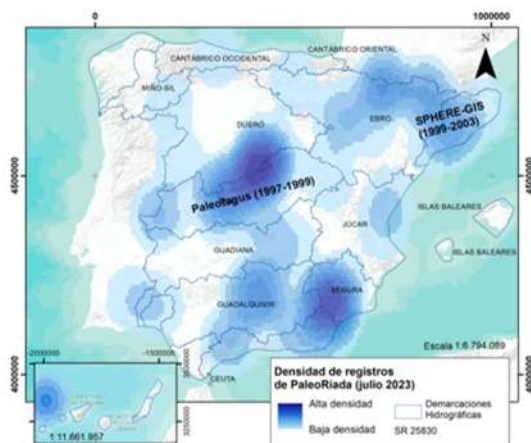 0
1000000
CANTÁBRICO ORIENTAL
CANTÁBRICO OCCIDENTAL
MIÑO-SIL
EBRO
SPHERE-GIS
(1999-2003)
DUERO
4500000
4500000
PaleoTagus (1997-1999)
ISLAS BALEARES
JÚCAR
ISLAS BALEARES
GUADIANA
SEGURA
GUADALQUIVIR
Escala 1:6.794.089
-2000000
-1500000
4000000
4000000
CEUTA
3250000
1:11.661.957
Densidad de registros
de PaleoRiada (julio 2023)
Alta densidad
Baja densidad
Demarcaciones
Hidrográficas
SR 25830